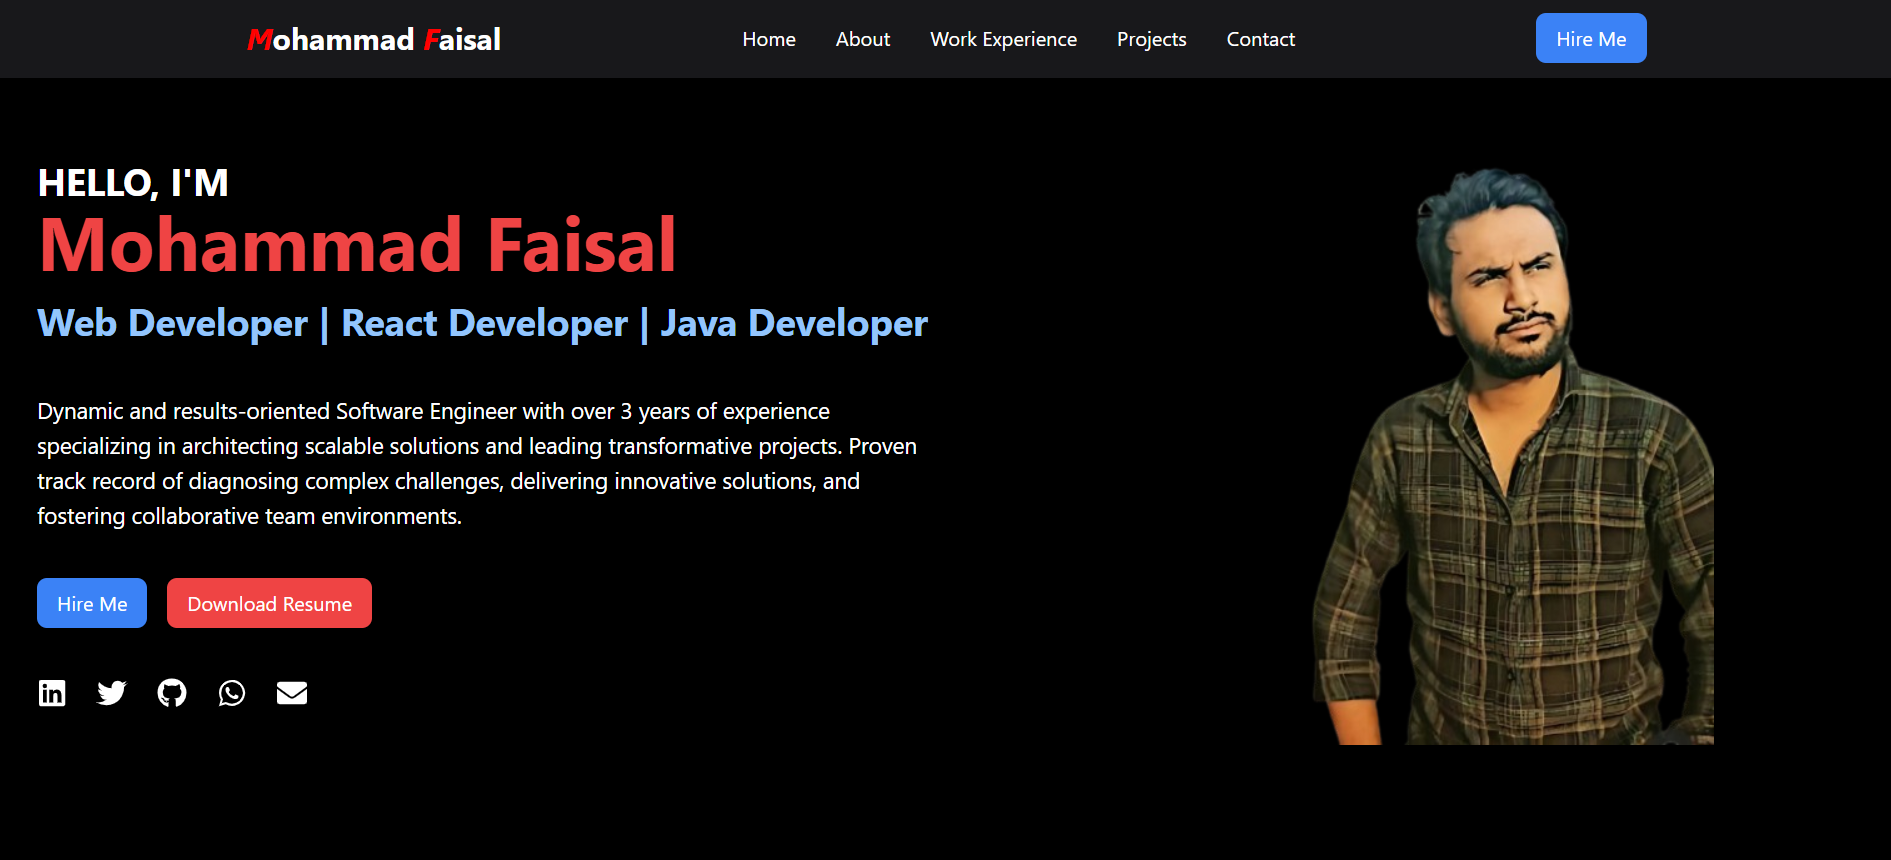 Mohammad Faisal
Home
About
Work Experience
Projects
Contact
Hire Me
HELLO, I'M
Mohammad Faisal
Web Developer | React Developer | Java Developer
Dynamic and results-oriented Software Engineer with over 3 years of experience
specializing in architecting scalable solutions and leading transformative projects. Proven
track record of diagnosing complex challenges, delivering innovative solutions, and
fostering collaborative team environments.
Hire Me
Download Resume
in